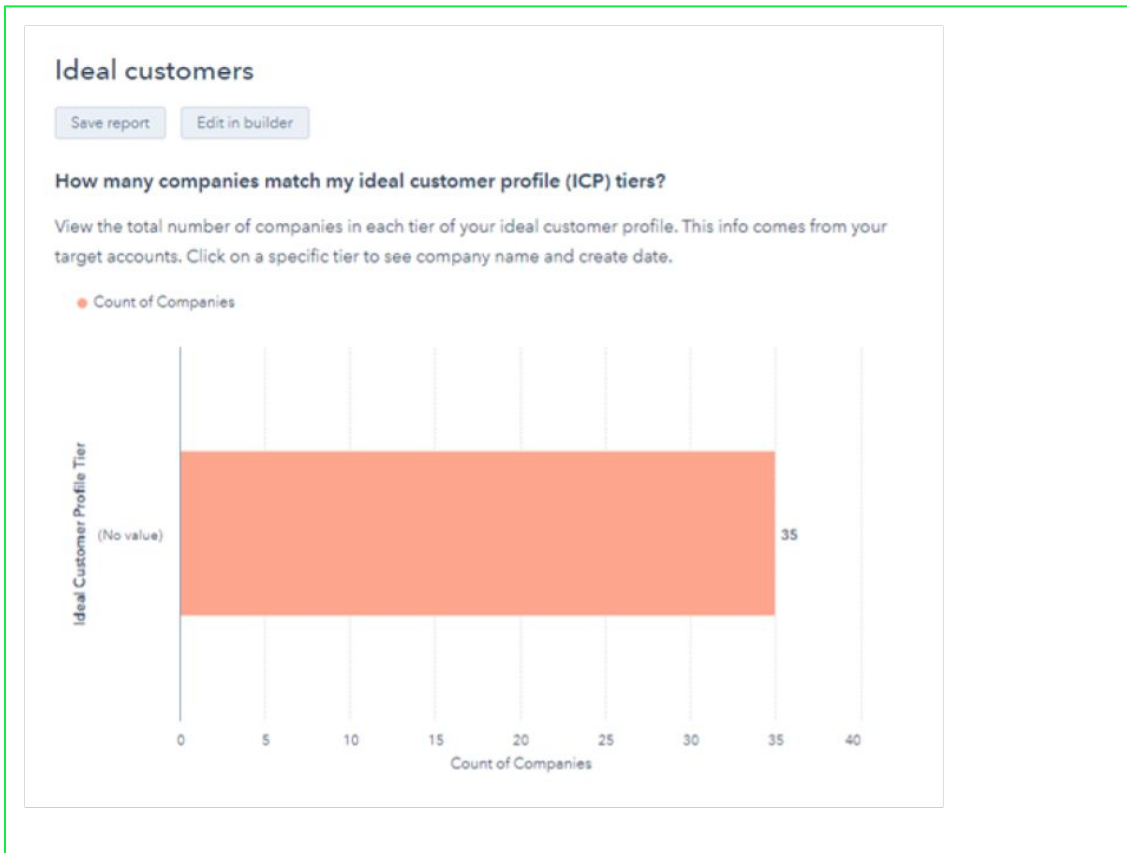 Ideal customers
Save report
Edit in builder
How many companies match my ideal customer profile (ICP) tiers?
View the total number of companies in each tier of your ideal customer profile. This info comes from your
target accounts. Click on a specific tier to see company name and create date.
Count of Companies
Ideal Customer Profile Tier
(No value)
35
0 5 10 15 20 25 30 35 40
Count of Companies